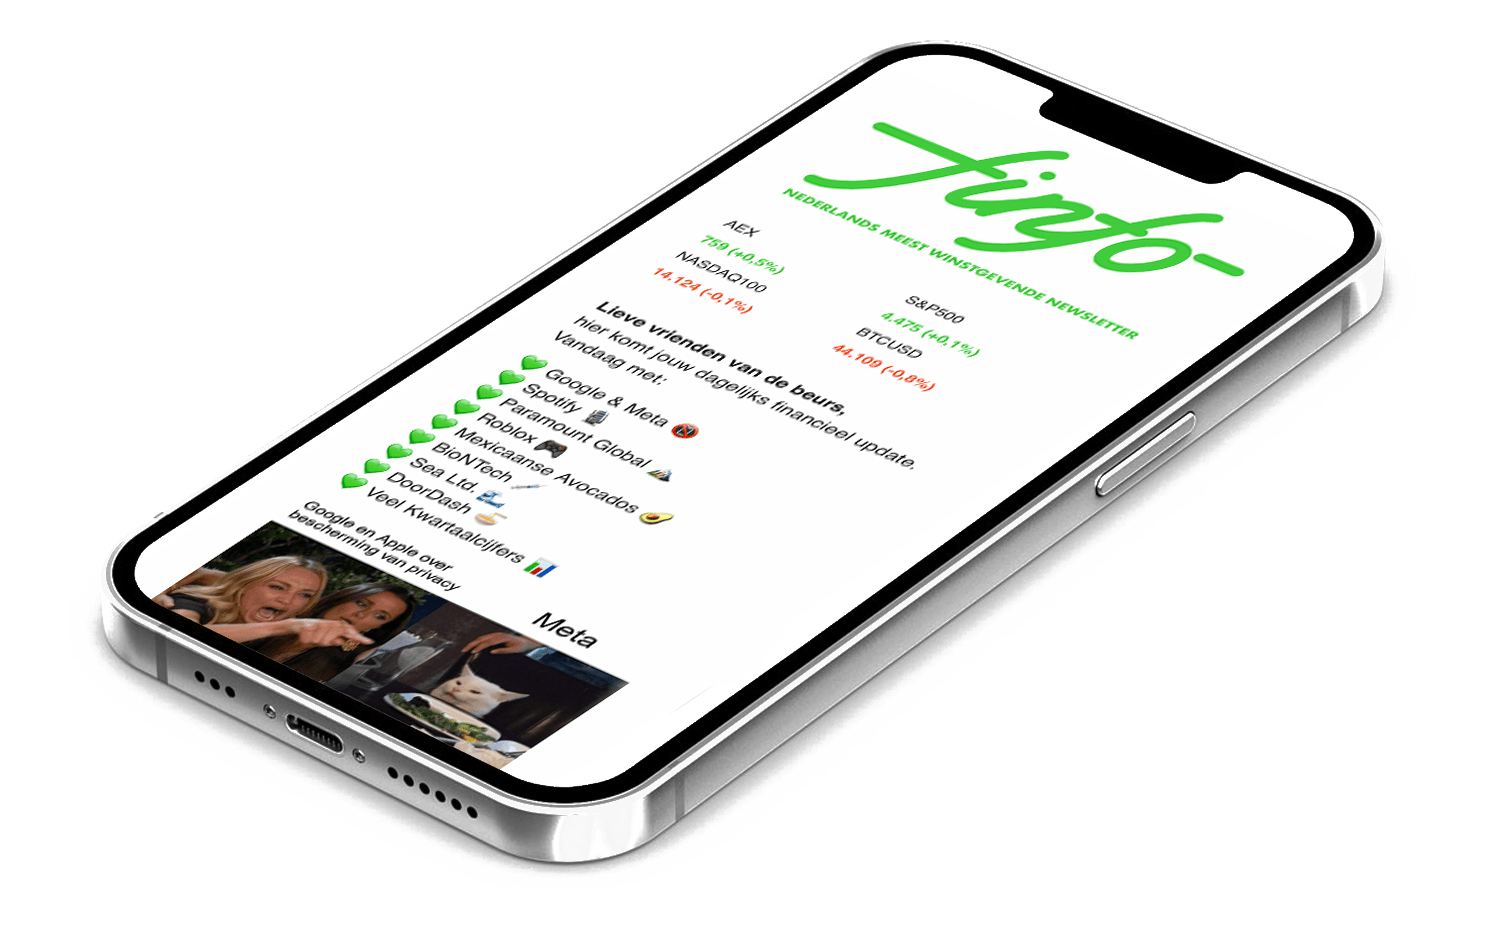 finfo
NEDERLANDS MEEST WINSTGEVENDE NEWSLETTER
AEX
759 (+0,5%)
S&P500
4.475 (+0,1%)
NASDAQ100
14.124 (-0,1%)
BTCUSD
44.109 (-0,8%)
Lieve vrienden van de beurs,
hier komt jouw dagelijks financieel update.
Vandaag met:
💚 Google & Meta 📵
💚 Spotify 🎙️
💚 Paramount Global 🏔️
💚 Roblox 🎮
💚 Mexicaanse Avocados 🥑
💚 BioNTech 💉
💚 Sea Ltd. 🌊
💚 DoorDash 🍜
💚 Veel Kwartaalcijfers 📊
Google en Apple over
bescherming van privacy
Meta